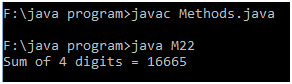 F:\java program>javac Methods.java
F:\java program>java M22
Sum of 4 digits = 16665